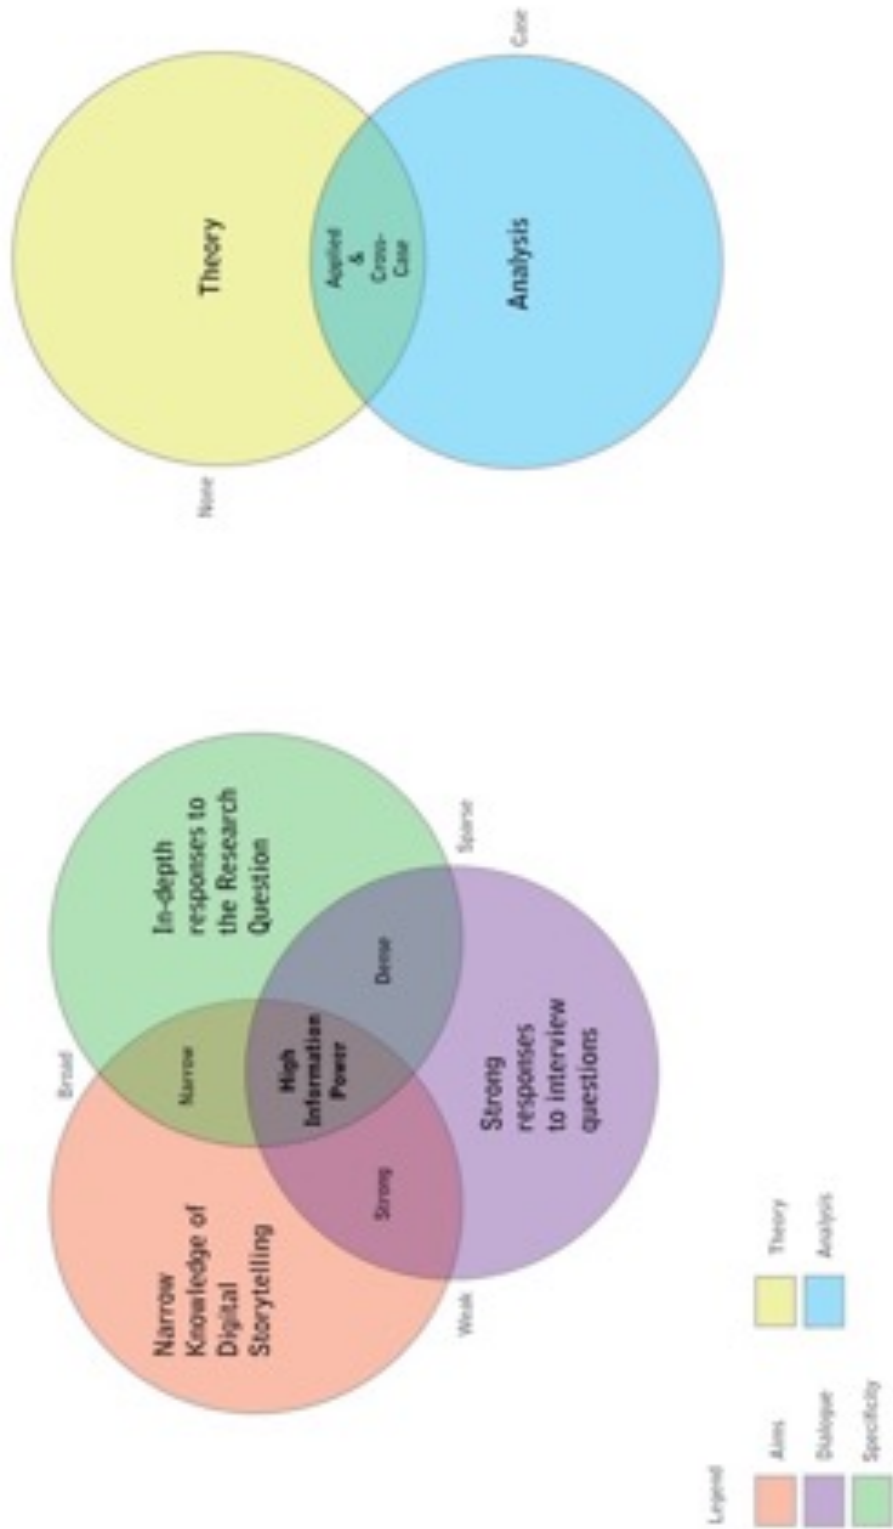 Broad
Narrow
Knowledge of
Digital
Storytelling
Narrow
In-depth
responses to
the Research
Question
High
Information
Power
Strong
Dense
Weak
Sparse
Strong
responses
to interview
questions
None
Theory
Applied
&
Cross-
Case
Analysis
Case
Legend
Aims
Dialogue
Specificity
Theory
Analysis